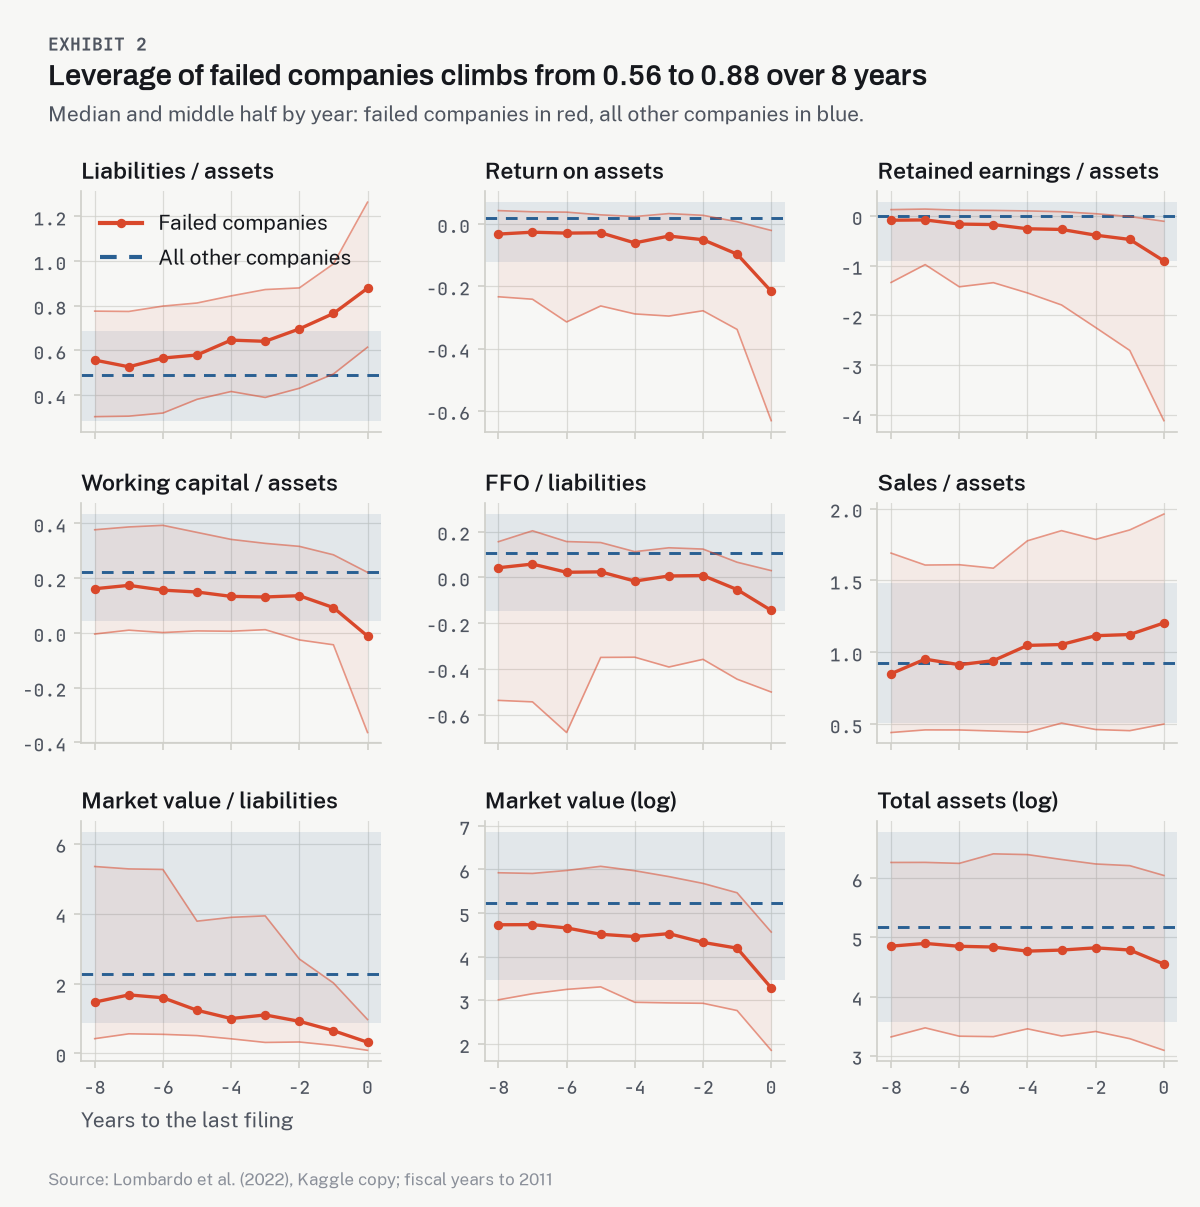 EXHIBIT 2
Leverage of failed companies climbs from 0.56 to 0.88 over 8 years
Median and middle half by year: failed companies in red, all other companies in blue.
Liabilities / assets
1.2
1.0
0.8
0.6
0.4
Failed companies
All other companies
Return on assets
0.0
-0.2
-0.4
-0.6
Retained earnings / assets
0
-1
-2
-3
-4
Working capital / assets
0.4
0.2
0.0
-0.2
-0.4
FFO / liabilities
0.2
0.0
-0.2
-0.4
-0.6
Sales / assets
2.0
1.5
1.0
0.5
Market value / liabilities
6
4
2
0
-8 -6 -4 -2 0
Years to the last filing
Market value (log)
7
6
5
4
3
2
-8 -6 -4 -2 0
Total assets (log)
6
5
4
3
-8 -6 -4 -2 0
Source: Lombardo et al. (2022), Kaggle copy; fiscal years to 2011